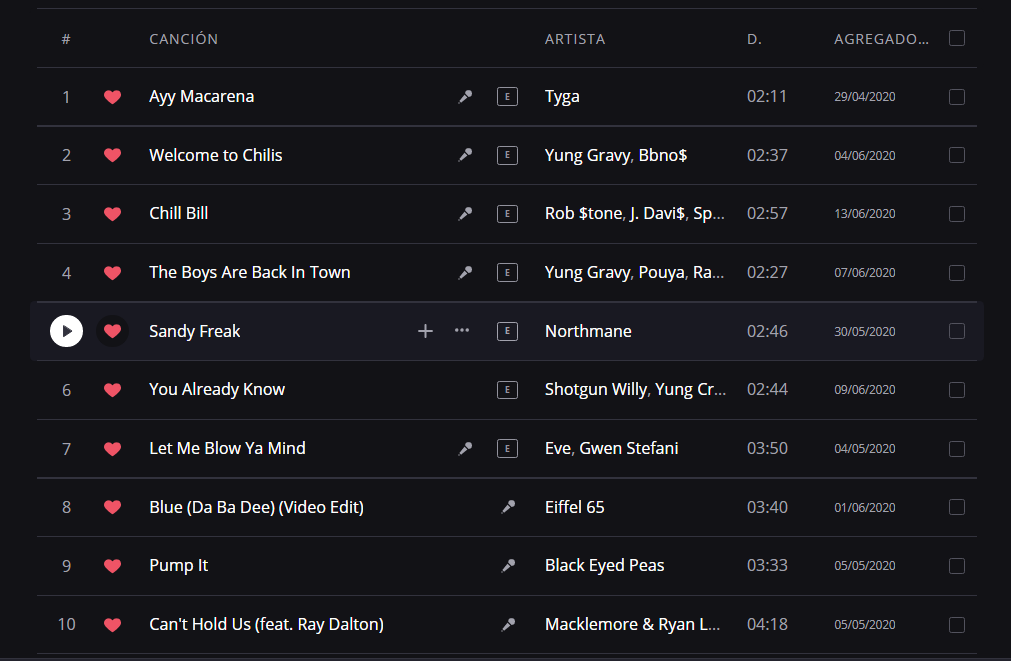 # CANCIÓN ARTISTA D. AGREGADO...
1 Ayy Macarena E Tyga 02:11 29/04/2020
2 Welcome to Chilis E Yung Gravy, Bbno$ 02:37 04/06/2020
3 Chill Bill E Rob $tone, J. Davi$, Sp... 02:57 13/06/2020
4 The Boys Are Back In Town E Yung Gravy, Pouya, Ra... 02:27 07/06/2020
Sandy Freak E Northmane 02:46 30/05/2020
6 You Already Know E Shotgun Willy, Yung Cr... 02:44 09/06/2020
7 Let Me Blow Ya Mind E Eve, Gwen Stefani 03:50 04/05/2020
8 Blue (Da Ba Dee) (Video Edit) Eiffel 65 03:40 01/06/2020
9 Pump It Black Eyed Peas 03:33 05/05/2020
10 Can't Hold Us (feat. Ray Dalton) Macklemore & Ryan L... 04:18 05/05/2020